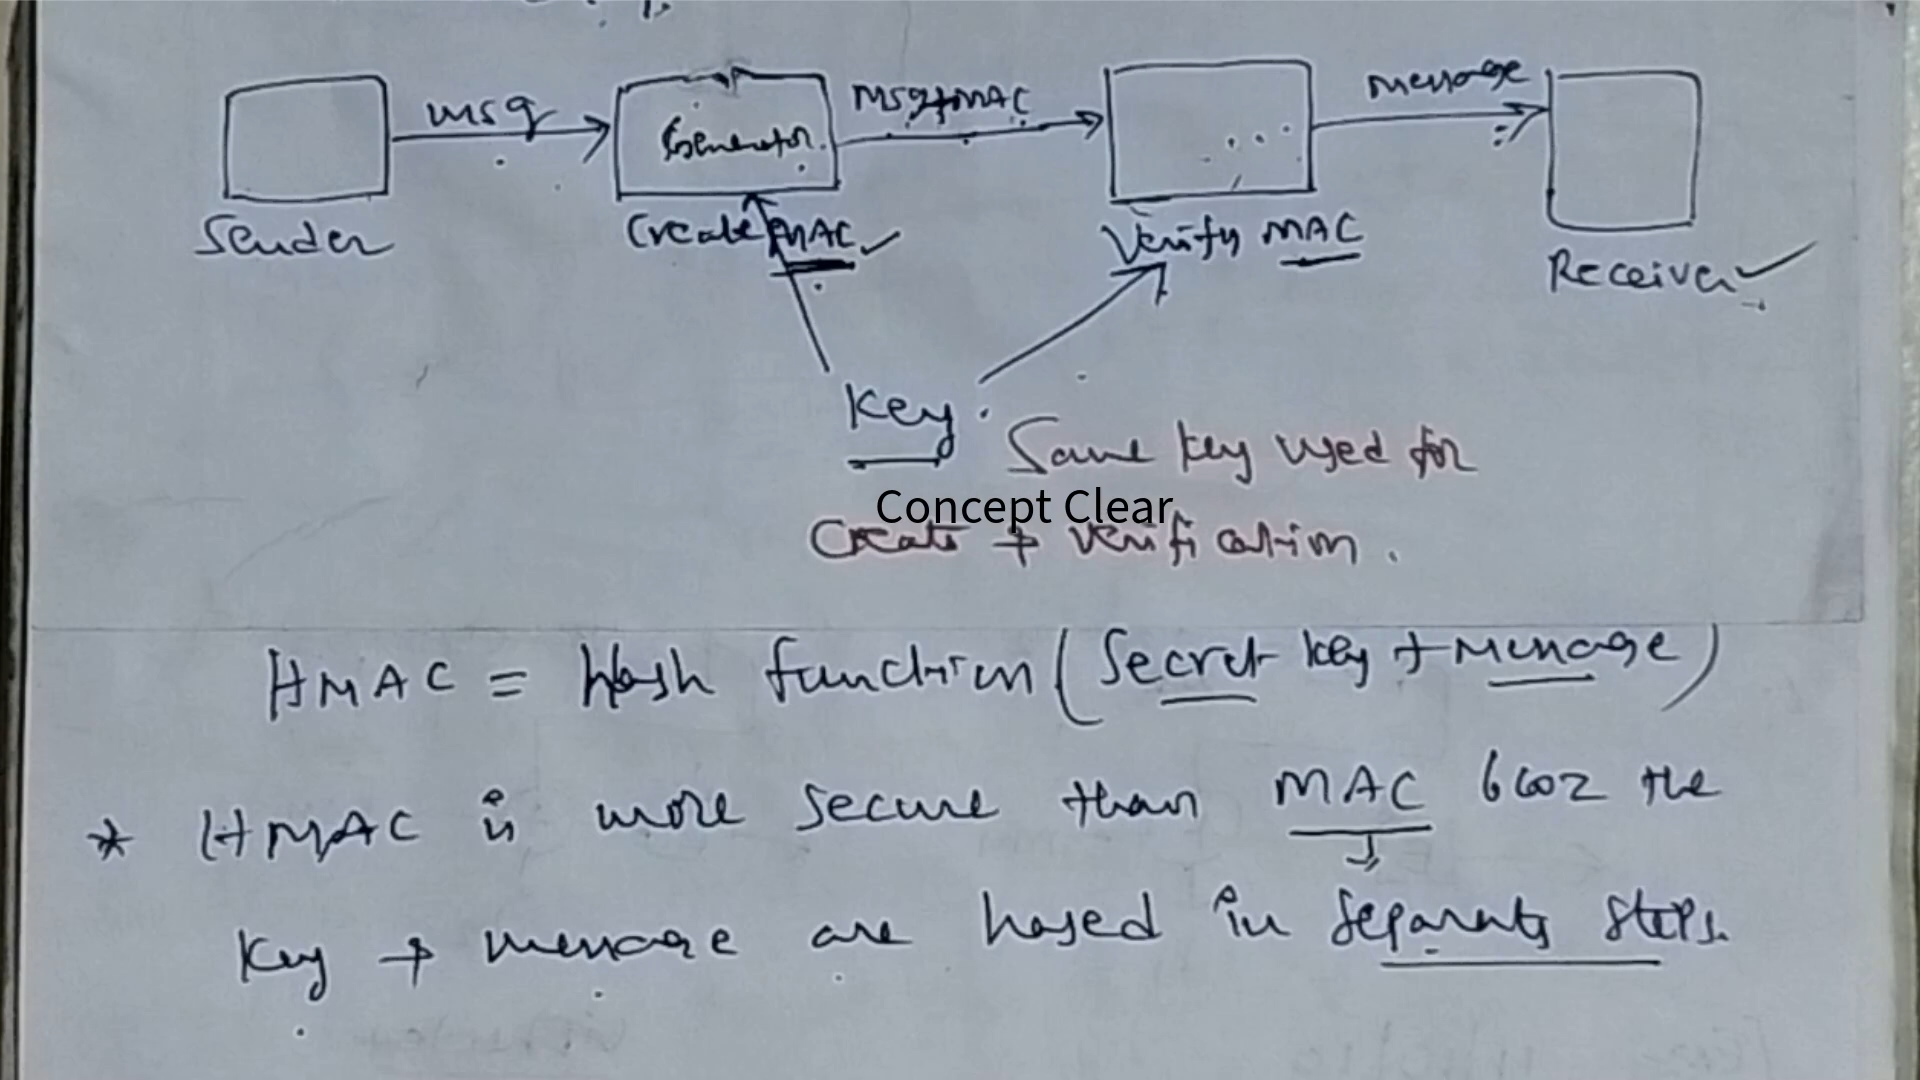 msg
Msg+MAC
message
Generator.
Sender
Create MAC
Verify MAC
Receiver
Key.
Same key used for
Concept Clear
Create + verification.
HMAC = Hash function (Secret key + Message)
* HMAC is more secure than MAC bcoz the
Key + message are hased in separate steps.